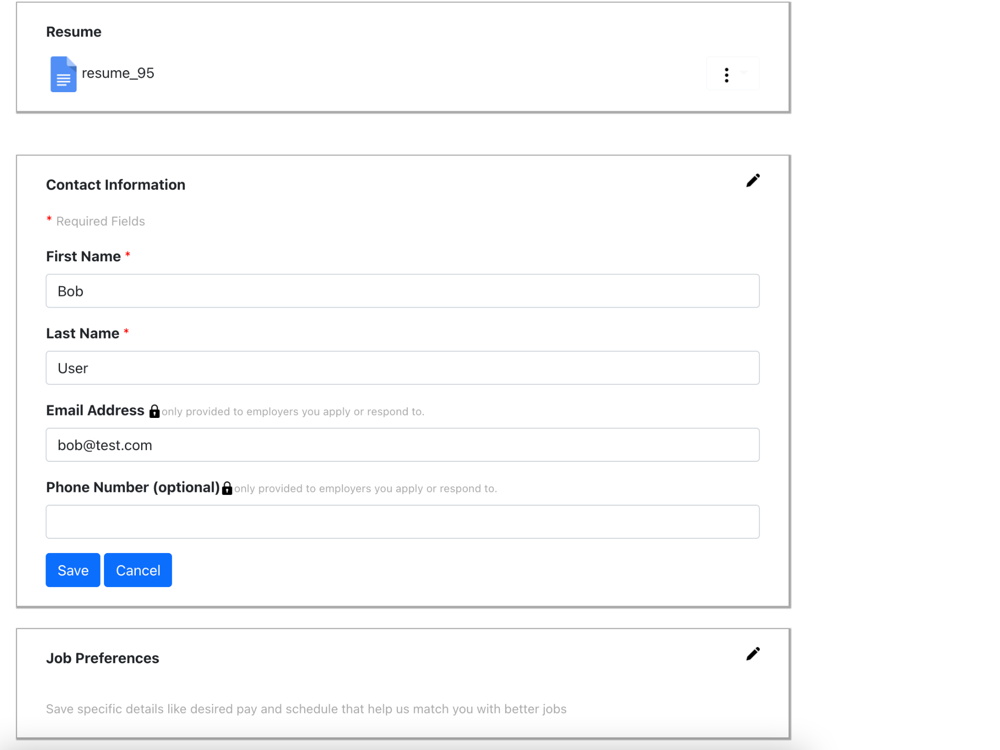 Resume
resume_95
Contact Information
* Required Fields
First Name *
Bob
Last Name *
User
Email Address only provided to employers you apply or respond to.
bob@test.com
Phone Number (optional) only provided to employers you apply or respond to.
Save Cancel
Job Preferences
Save specific details like desired pay and schedule that help us match you with better jobs